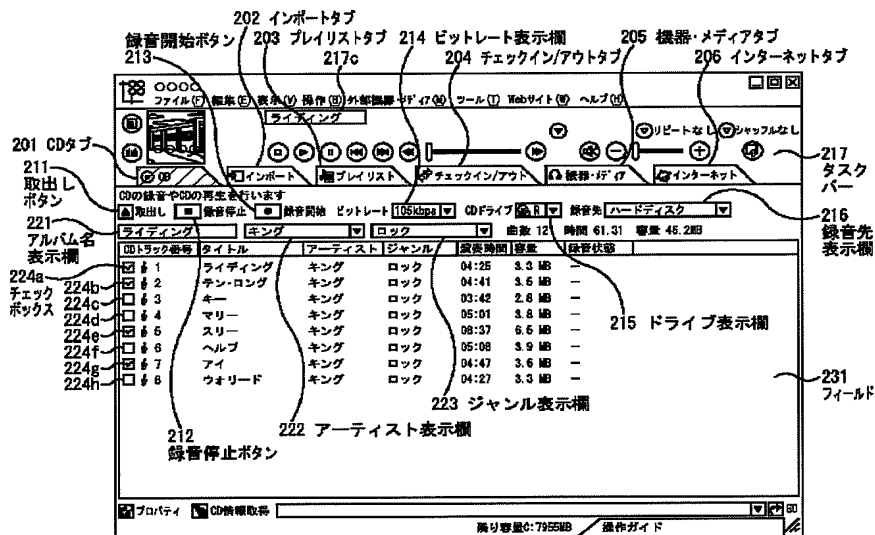 202 インポートタブ
録音開始ボタン
213
203 プレイリストタブ
217c
214 ビットレート表示欄
204 チェックイン/アウトタブ
205 機器・メディアタブ
206 インターネットタブ
○○○○
ファイル(F) 編集(E) 表示(V) 操作(B) 外部機器・メディア(M) ツール(T) Webサイト(W) ヘルプ(H)
ライディング
リピートなし シャッフルなし
201 CDタブ
217
タスク
バー
CD インポート プレイリスト チェックイン/アウト 機器・メディア インターネット
211
取出し
ボタン
CDの録音やCDの再生を行います
取出し 録音停止 録音開始 ビットレート 105kbps CDドライブ R 録音先 ハードディスク
216
録音先
表示欄
221
アルバム名
表示欄
ライディング キング ロック 曲数 12 時間 61.31 容量 45.2MB
CDトラック番号 タイトル アーティスト ジャンル 演奏時間 容量 録音状態
224a
チェック
ボックス
224b
224c
224d
224e
224f
224g
224h
1 ライディング キング ロック 04:25 3.3 MB —
2 テン・ロング キング ロック 04:41 3.5 MB —
3 キー キング ロック 03:42 2.8 MB —
4 マリー キング ロック 05:01 3.8 MB —
5 スリー キング ロック 08:37 6.5 MB —
6 ヘルプ キング ロック 05:08 3.9 MB —
7 アイ キング ロック 04:47 3.6 MB —
8 ウォリード キング ロック 04:27 3.3 MB —
215 ドライブ表示欄
231
フィールド
223 ジャンル表示欄
222 アーティスト表示欄
212
録音停止ボタン
プロパティ CD情報取得 GO
残り容量C:7955MB 操作ガイド